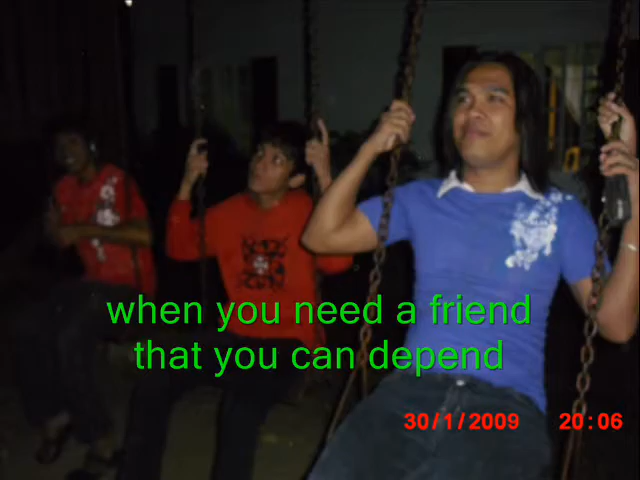 when you need a friend
that you can depend
30/1/2009 20:06